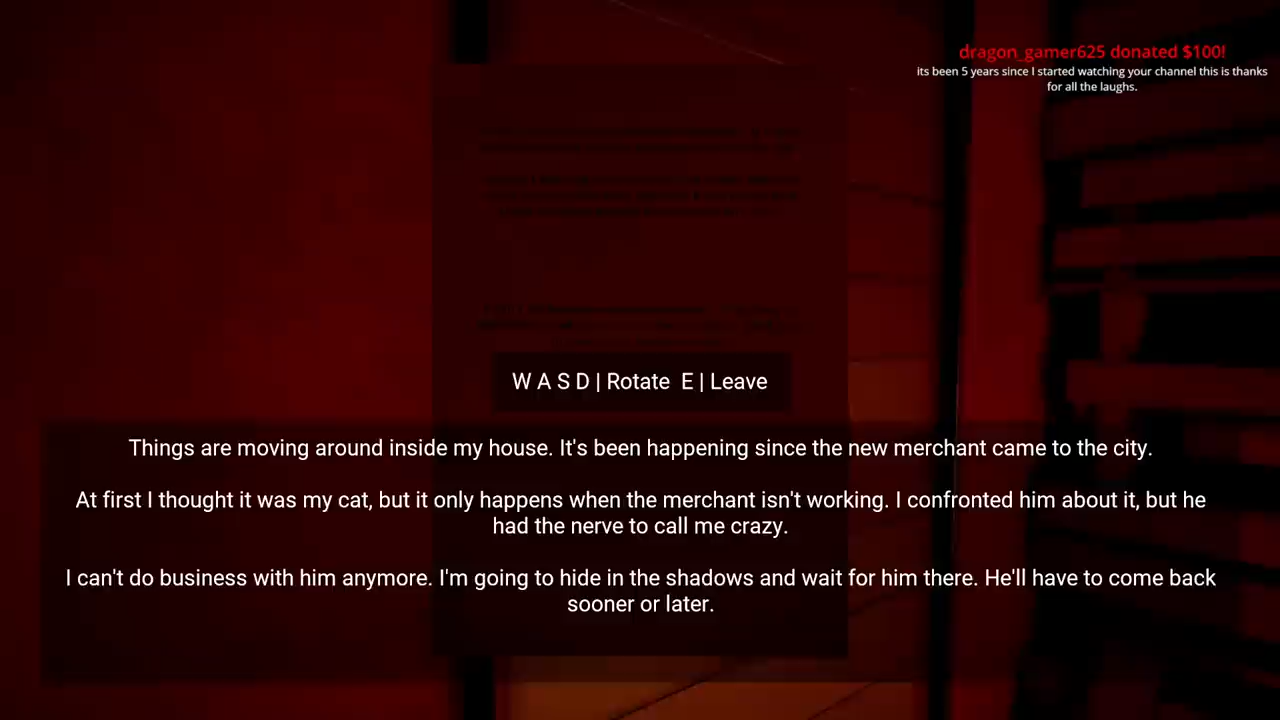 dragon_gamer625 donated $100!
its been 5 years since I started watching your channel this is thanks
for all the laughs.
W A S D | Rotate E | Leave
Things are moving around inside my house. It's been happening since the new merchant came to the city.
At first I thought it was my cat, but it only happens when the merchant isn't working. I confronted him about it, but he
had the nerve to call me crazy.
I can't do business with him anymore. I'm going to hide in the shadows and wait for him there. He'll have to come back
sooner or later.